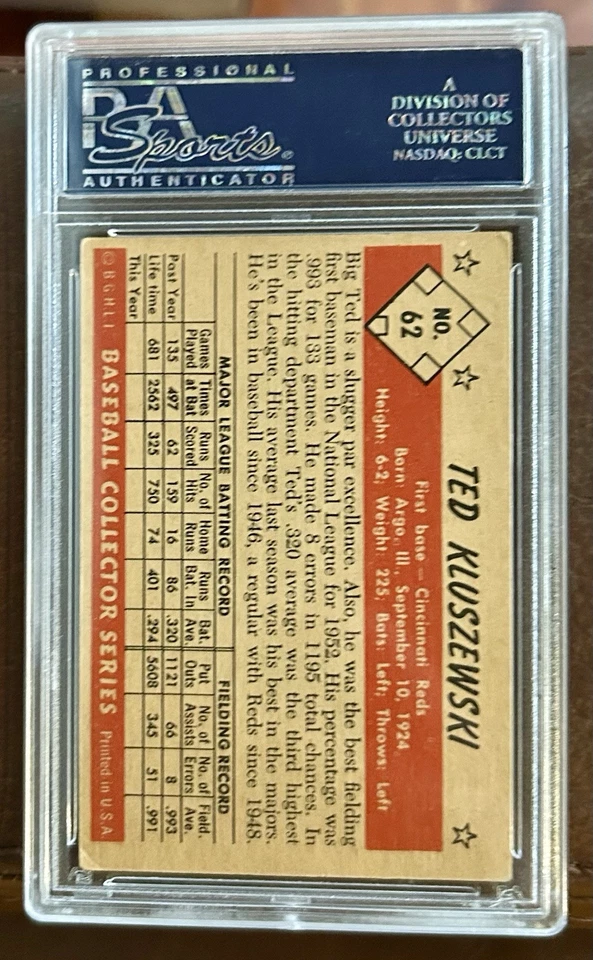 PROFESSIONAL
PSA
Sports®
AUTHENTICATOR
A
DIVISION OF
COLLECTORS
UNIVERSE
NASDAQ: CLCT
NO.
62
TED KLUSZEWSKI
First base — Cincinnati Reds
Born: Argo, Ill., September 10, 1924
Height: 6-2; Weight: 225, Bats: Left; Throws: Left
Big Ted is a slugger par excellence. Also, he was the best fielding
first baseman in the National League for 1952. His percentage was
.993 for 133 games. He made 8 errors in 1195 total chances. In
the hitting department Ted's .320 average was the third highest
in the League. His average last season was his best in the majors.
He's been in baseball since 1946, a regular with Reds since 1948.
MAJOR LEAGUE BATTING RECORD FIELDING RECORD
Games Times Runs No. of Home Runs Bat. Put No. of No. of Field.
Played at Bat Scored Hits Runs Bat. In Ave. Outs Assists Errors Ave.
Past Year 135 497 62 159 16 86 .320 1121 66 8 .993
Life time 681 2562 325 750 74 401 .294 5608 345 51 .991
This Year
© B G H L I BASEBALL COLLECTOR SERIES Printed in U.S.A.